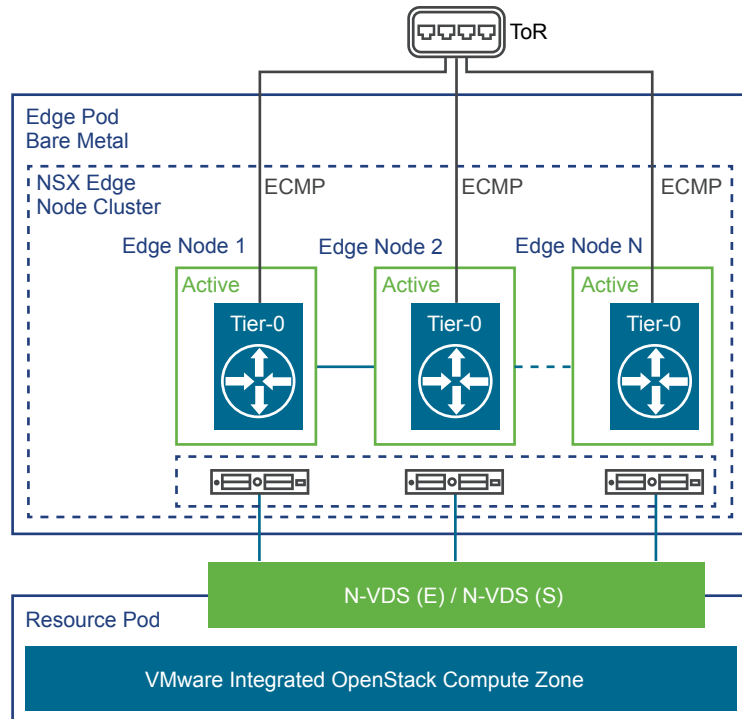 ToR
Edge Pod
Bare Metal
NSX Edge
Node Cluster
ECMP
ECMP
ECMP
Edge Node 1
Edge Node 2
Edge Node N
Active
Active
Active
Tier-0
Tier-0
Tier-0
N-VDS (E) / N-VDS (S)
Resource Pod
VMware Integrated OpenStack Compute Zone